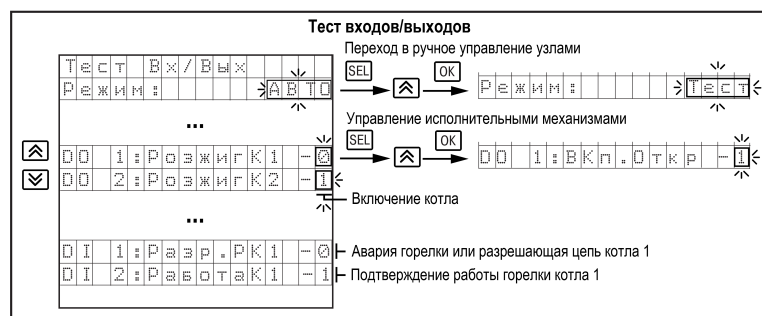 Тест входов/выходов
Переход в ручное управление узлами
Тест Вх/Вых
Режим: АВТО
SEL
OK
Режим: Тест
...
Управление исполнительными механизмами
SEL
OK
DO 1:РозжигК1 -0
DO 1:ВКп.Откр -1
DO 2:РозжигК2 -1
Включение котла
...
DI 1:Разр.РК1 -0
Авария горелки или разрешающая цепь котла 1
DI 2:РаботаК1 -1
Подтверждение работы горелки котла 1